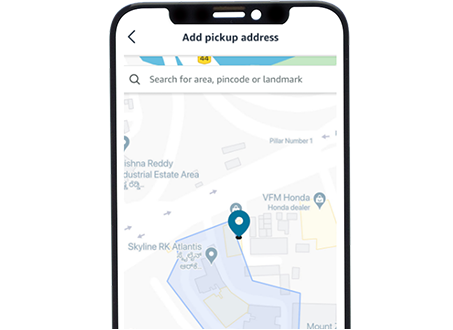 Add pickup address
44
Search for area, pincode or landmark
Pillar Number 1
ishna Reddy
dustrial Estate Area
VFM Honda
Honda dealer
Skyline RK Atlantis
Mount